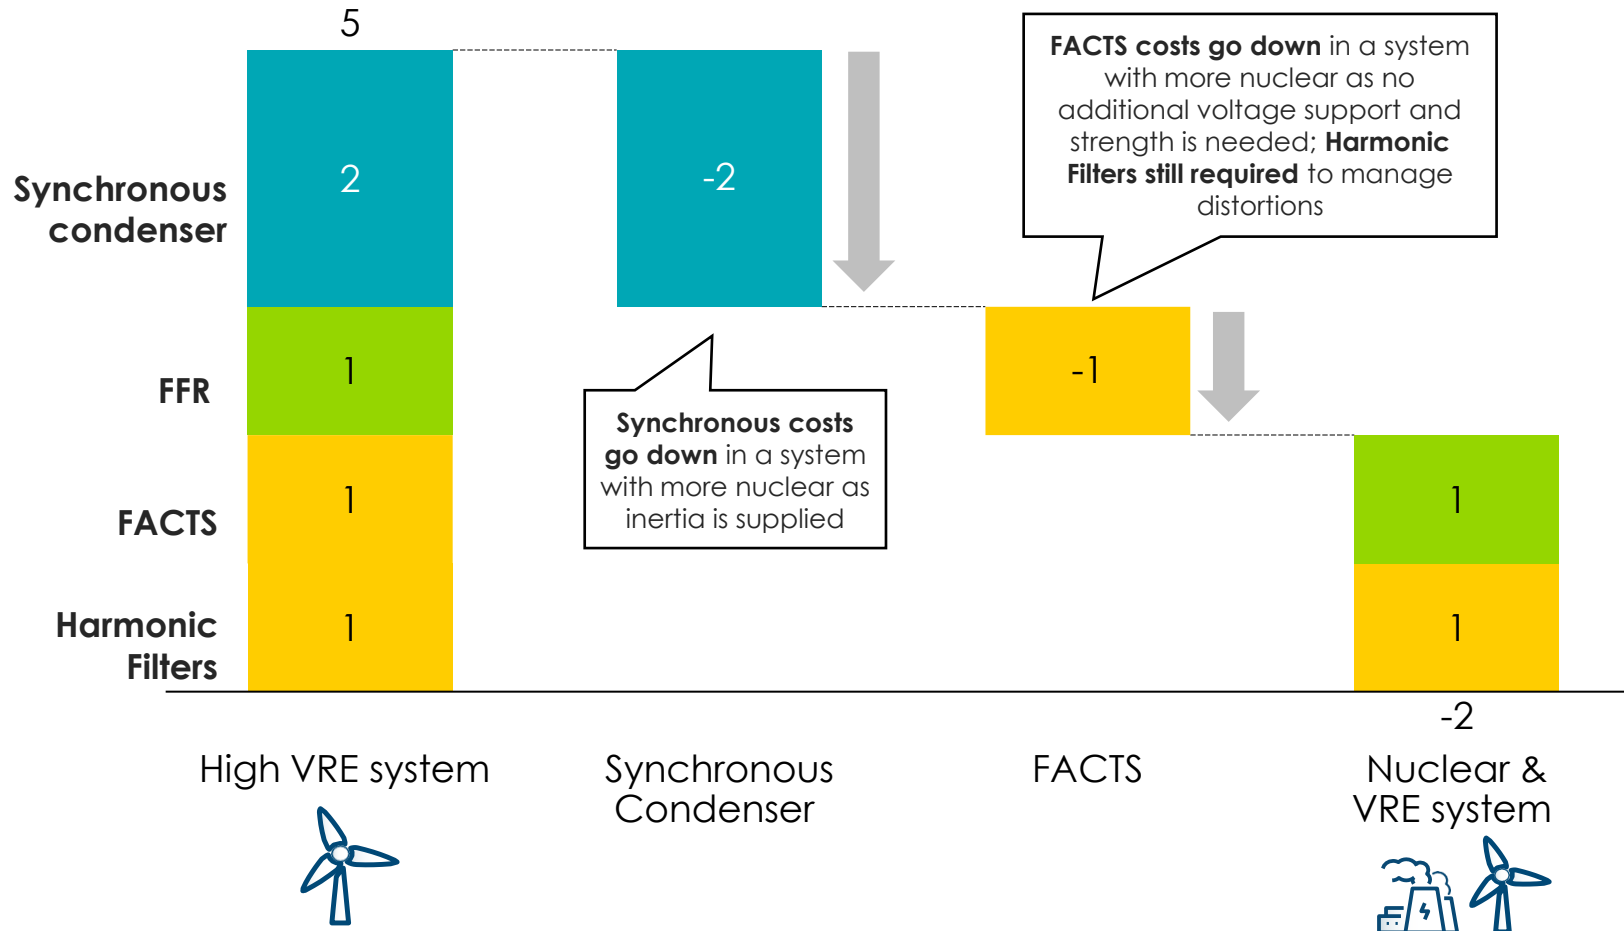 5
Synchronous
condenser
2
FFR
1
FACTS
1
Harmonic
Filters
1
-2
Synchronous costs
go down in a system
with more nuclear as
inertia is supplied
FACTS costs go down in a system
with more nuclear as no
additional voltage support and
strength is needed; Harmonic
Filters still required to manage
distortions
-1
1
1
-2
High VRE system
Synchronous
Condenser
FACTS
Nuclear &
VRE system